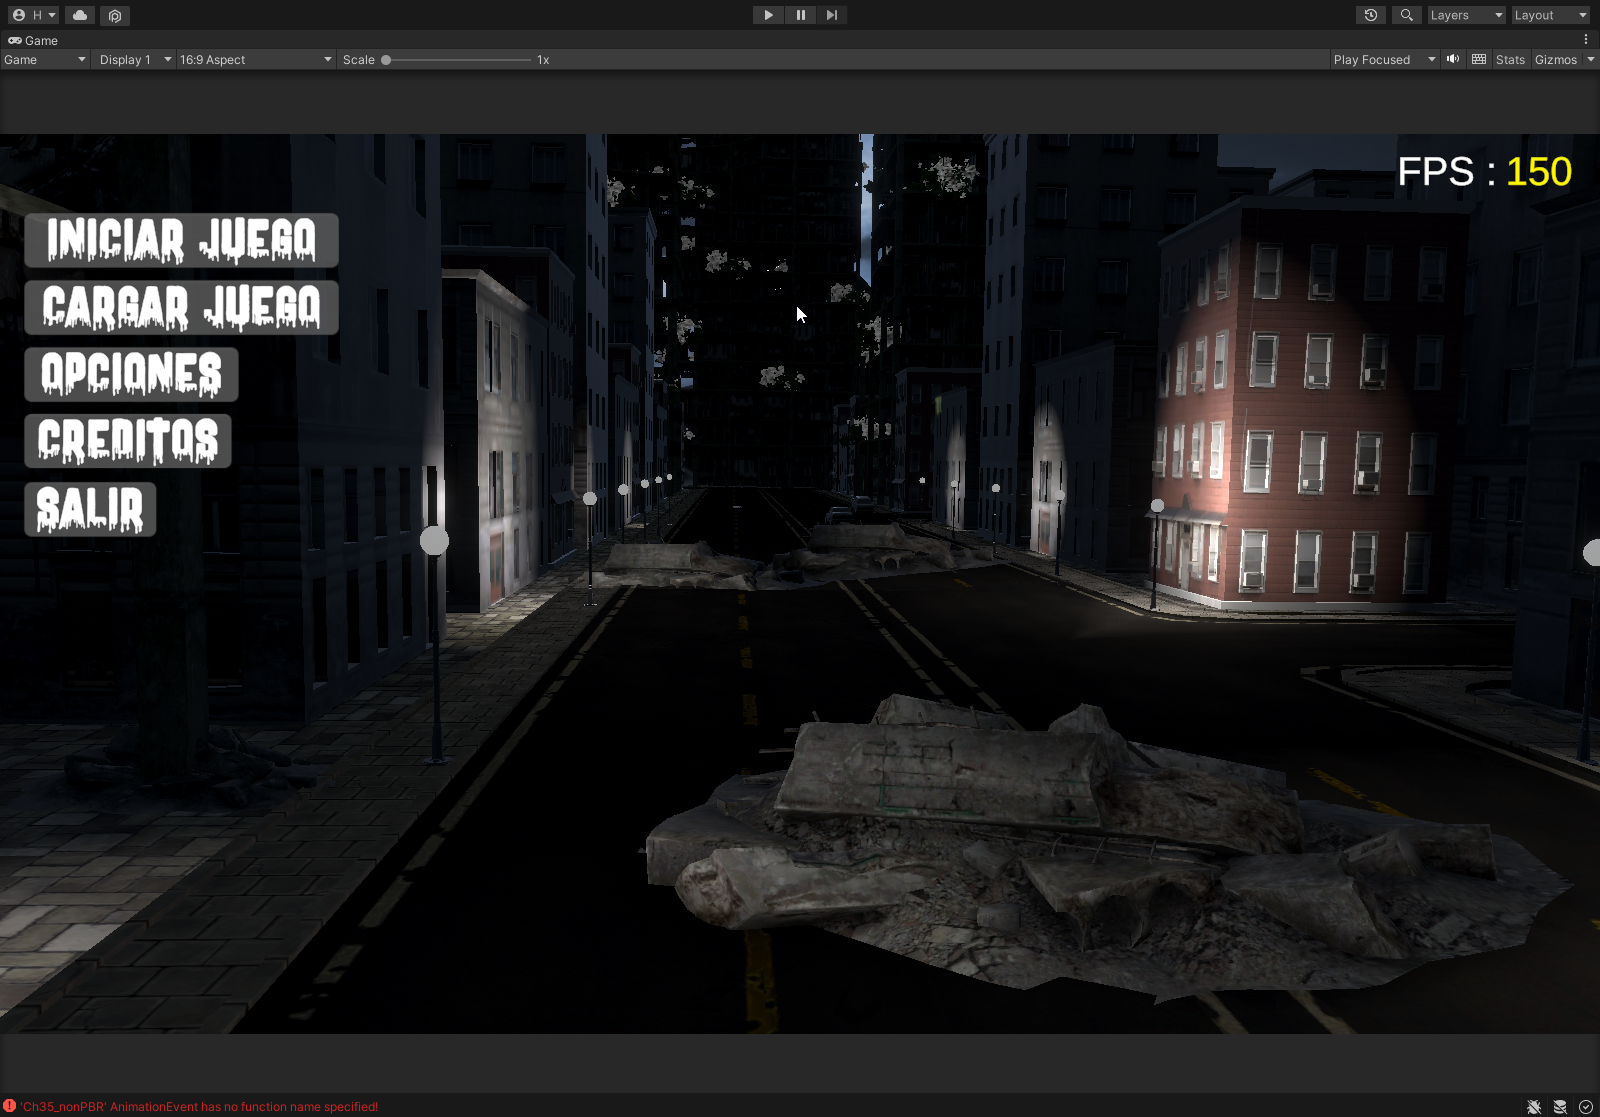 H
Layers
Layout
Game
Game
Display 1
16:9 Aspect
Scale
1x
Play Focused
Stats
Gizmos
FPS : 150
INICIAR JUEGO
CARGAR JUEGO
OPCIONES
CREDITOS
SALIR
'Ch35_nonPBR' AnimationEvent has no function name specified!